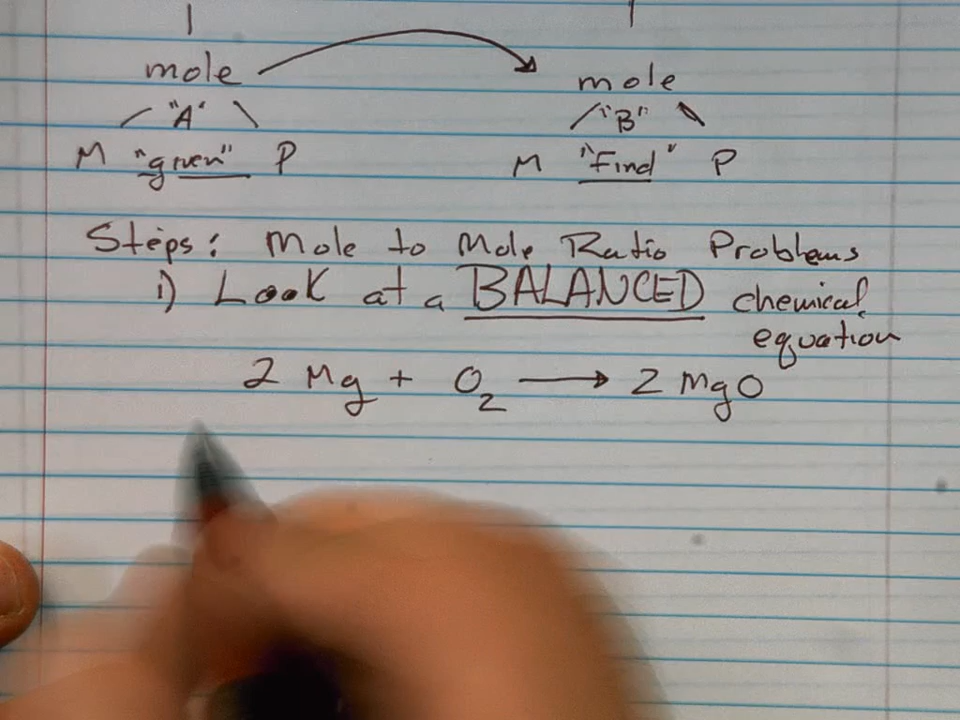 mole mole
"A" "B"
M "given" P M "Find" P
Steps: Mole to Mole Ratio Problems
1) Look at a BALANCED chemical
equation
2 Mg + O₂ → 2 MgO